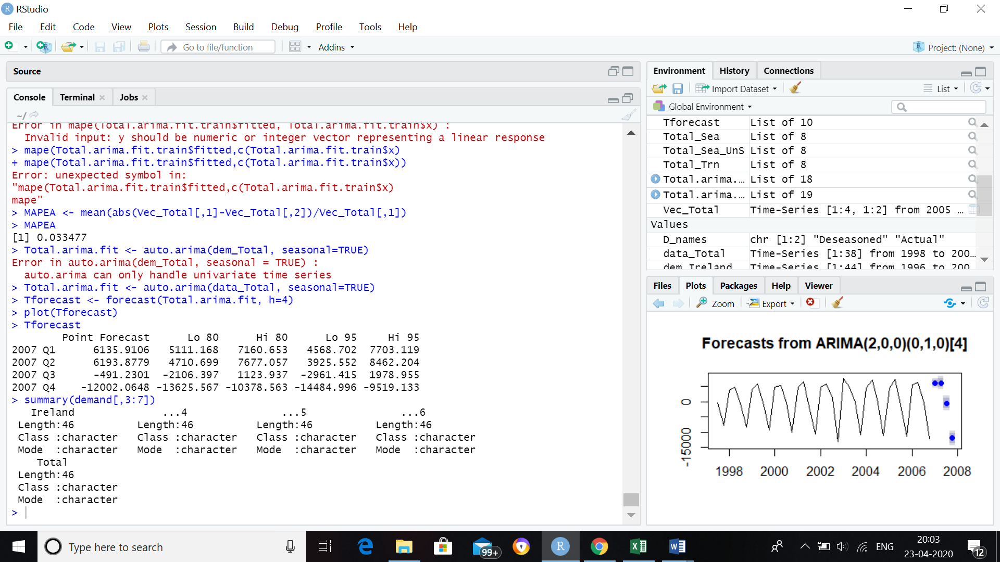 RStudio
File Edit Code View Plots Session Build Debug Profile Tools Help
Go to file/function
Addins
Project: (None)
Source
Console Terminal Jobs
~/
Error in mape(Total.arima.fit.train$fitted, Total.arima.fit.train$x) :
  Invalid input: y should be numeric or integer vector representing a linear response
> mape(Total.arima.fit.train$fitted,c(Total.arima.fit.train$x)
+ mape(Total.arima.fit.train$fitted,c(Total.arima.fit.train$x))
Error: unexpected symbol in:
"mape(Total.arima.fit.train$fitted,c(Total.arima.fit.train$x)
mape"
> MAPEA <- mean(abs(Vec_Total[,1]-Vec_Total[,2])/Vec_Total[,1])
> MAPEA
[1] 0.033477
> Total.arima.fit <- auto.arima(dem_Total, seasonal=TRUE)
Error in auto.arima(dem_Total, seasonal = TRUE) :
  auto.arima can only handle univariate time series
> Total.arima.fit <- auto.arima(data_Total, seasonal=TRUE)
> Tforecast <- forecast(Total.arima.fit, h=4)
> plot(Tforecast)
> Tforecast
        Point Forecast      Lo 80      Hi 80      Lo 95     Hi 95
2007 Q1      6135.9106   5111.168   7160.653   4568.702  7703.119
2007 Q2      6193.8779   4710.699   7677.057   3925.552  8462.204
2007 Q3      -491.2301  -2106.397   1123.937  -2961.415  1978.955
2007 Q4    -12002.0648 -13625.567 -10378.563 -14484.996 -9519.133
> summary(demand[,3:7])
   Ireland              ...4               ...5               ...6
 Length:46          Length:46          Length:46          Length:46
 Class :character   Class :character   Class :character   Class :character
 Mode  :character   Mode  :character   Mode  :character   Mode  :character
    Total
 Length:46
 Class :character
 Mode  :character
>
Environment History Connections
Import Dataset
List
Global Environment
Tforecast List of 10
Total_Sea List of 8
Total_Sea_UnS List of 8
Total_Trn List of 8
Total.arima.… List of 18
Total.arima.… List of 19
Vec_Total Time-Series [1:4, 1:2] from 2005 …
Values
D_names chr [1:2] "Deseasoned" "Actual"
data_Total Time-Series [1:38] from 1998 to 200…
dem_Ireland Time-Series [1:44] from 1996 to 200
Files Plots Packages Help Viewer
Zoom Export
Forecasts from ARIMA(2,0,0)(0,1,0)[4]
0
-15000
1998 2000 2002 2004 2006 2008
Type here to search
99+
ENG
20:03
23-04-2020
12